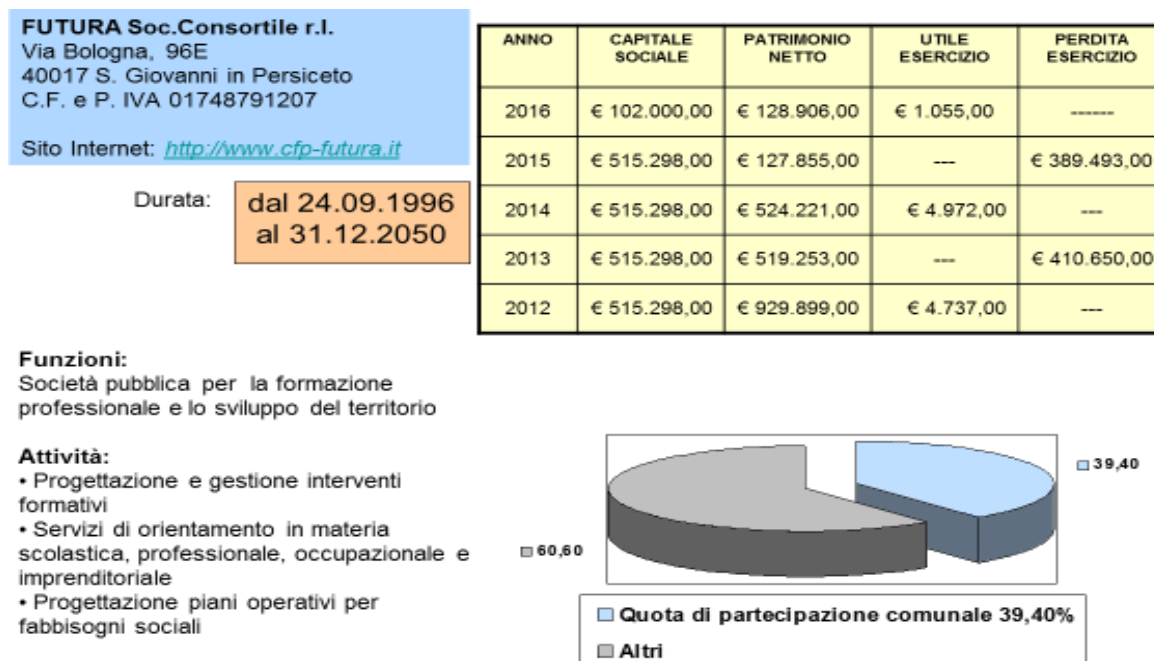 FUTURA Soc.Consortile r.l.
Via Bologna, 96E
40017 S. Giovanni in Persiceto
C.F. e P. IVA 01748791207
Sito Internet: http://www.cfp-futura.it
Durata:
dal 24.09.1996
al 31.12.2050
ANNO CAPITALE SOCIALE PATRIMONIO NETTO UTILE ESERCIZIO PERDITA ESERCIZIO
2016 € 102.000,00 € 128.906,00 € 1.055,00 ------
2015 € 515.298,00 € 127.855,00 --- € 389.493,00
2014 € 515.298,00 € 524.221,00 € 4.972,00 ---
2013 € 515.298,00 € 519.253,00 --- € 410.650,00
2012 € 515.298,00 € 929.899,00 € 4.737,00 ---
Funzioni:
Società pubblica per la formazione
professionale e lo sviluppo del territorio
Attività:
• Progettazione e gestione interventi
formativi
• Servizi di orientamento in materia
scolastica, professionale, occupazionale e
imprenditoriale
• Progettazione piani operativi per
fabbisogni sociali
39,40
60,60
Quota di partecipazione comunale 39,40%
Altri